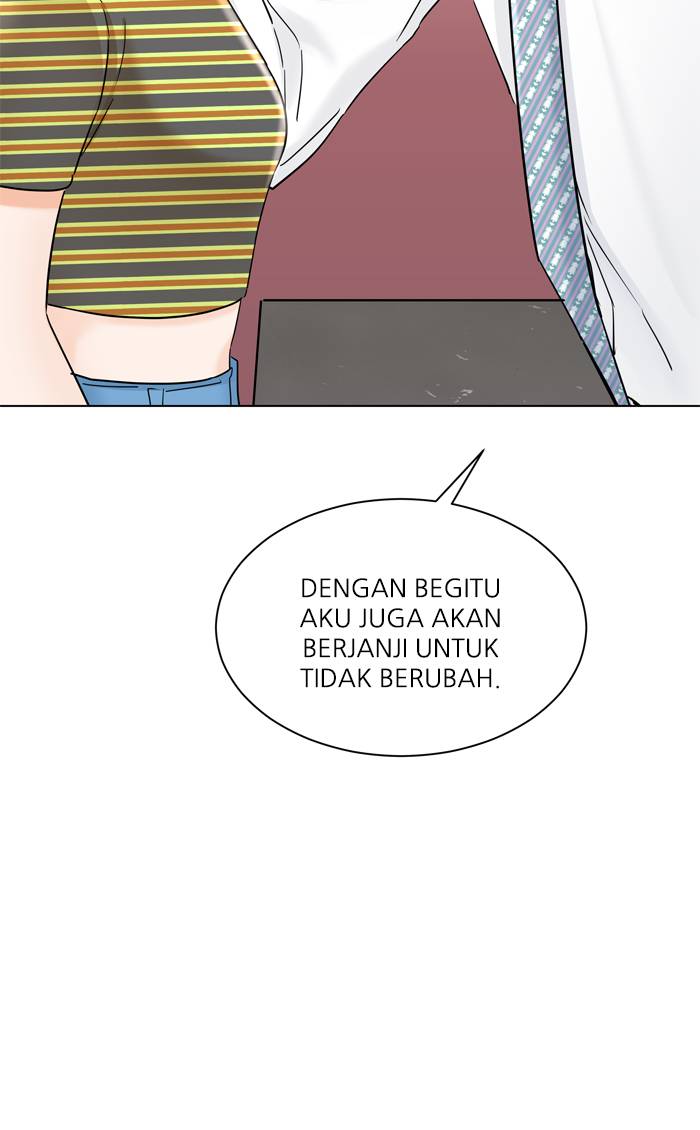 DENGAN BEGITU
AKU JUGA AKAN
BERJANJI UNTUK
TIDAK BERUBAH.